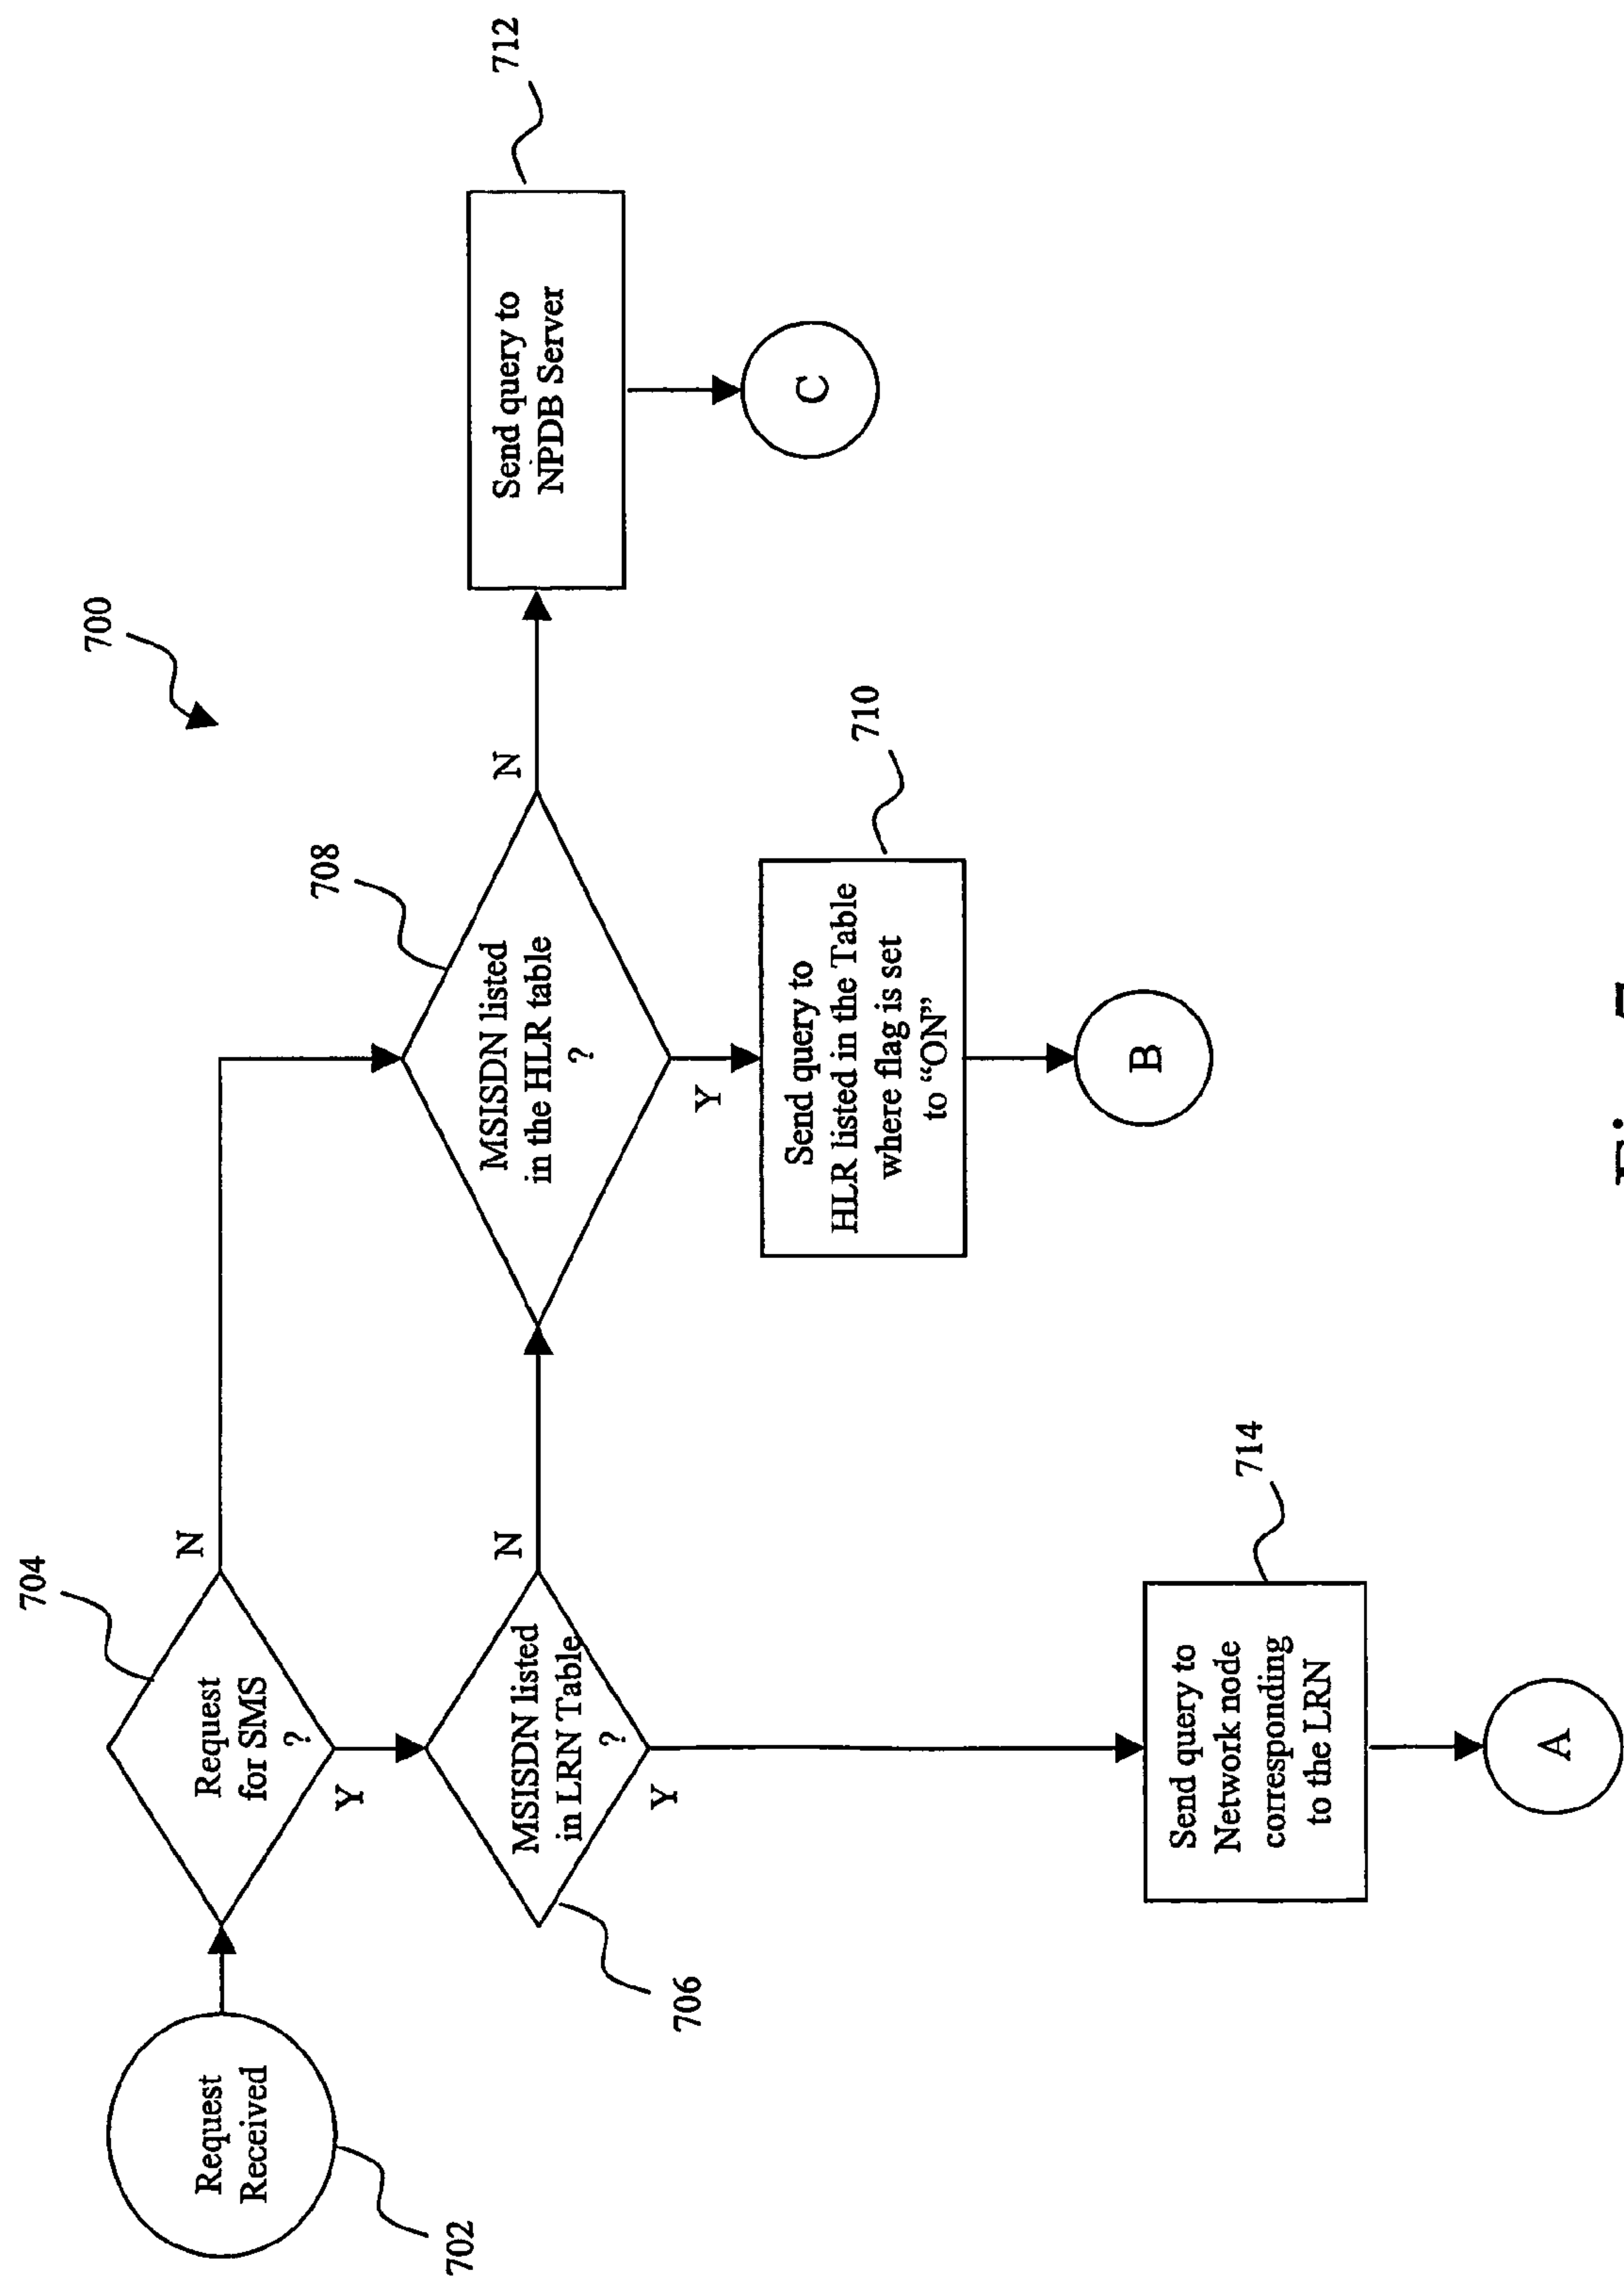 700
702
Request
Received
704
Request
for SMS
?
N
Y
706
MSISDN listed
in LRN Table
?
N
Y
708
MSISDN listed
in the HLR table
?
N
Y
712
Send query to
NPDB Server
C
710
Send query to
HLR listed in the Table
where flag is set
to “ON”
B
714
Send query to
Network node
corresponding
to the LRN
A